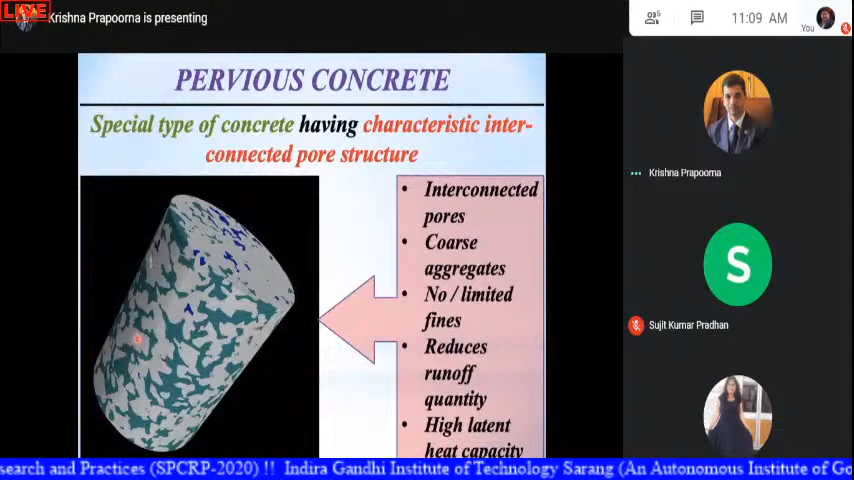 LIVE
Krishna Prapoorna is presenting
5
11:09 AM
You
PERVIOUS CONCRETE
Special type of concrete having characteristic inter-
connected pore structure
• Interconnected
pores
• Coarse
aggregates
• No / limited
fines
• Reduces
runoff
quantity
• High latent
heat capacity
Krishna Prapoorna
S
Sujit Kumar Pradhan
search and Practices (SPCRP-2020) !! Indira Gandhi Institute of Technology Sarang (An Autonomous Institute of Go